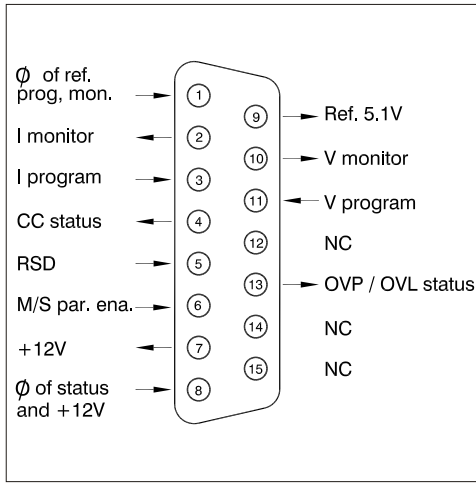 Ø of ref.
prog, mon.
I monitor
I program
CC status
RSD
M/S par. ena.
+12V
Ø of status
and +12V
1
2
3
4
5
6
7
8
9
10
11
12
13
14
15
Ref. 5.1V
V monitor
V program
NC
OVP / OVL status
NC
NC